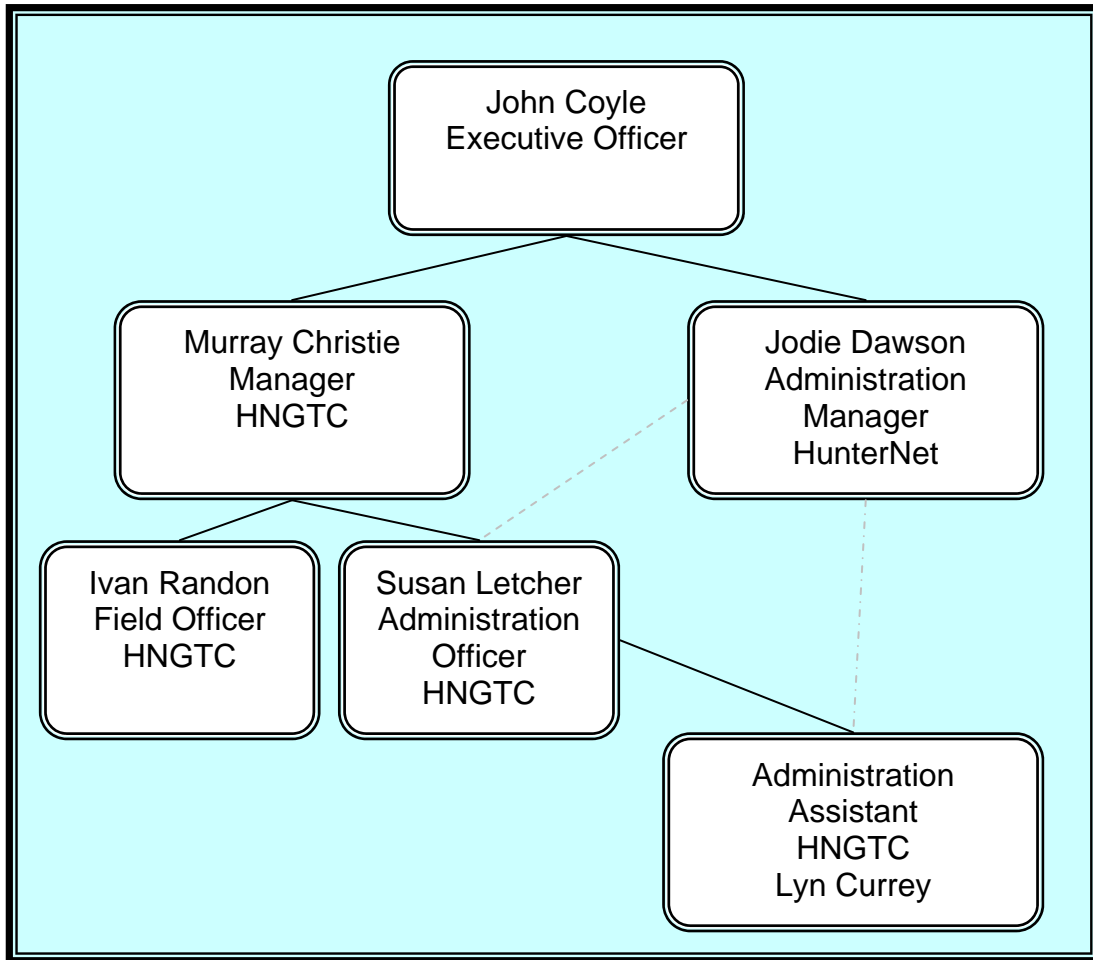 John Coyle
Executive Officer
Murray Christie
Manager
HNGTC
Jodie Dawson
Administration
Manager
HunterNet
Ivan Randon
Field Officer
HNGTC
Susan Letcher
Administration
Officer
HNGTC
Administration
Assistant
HNGTC
Lyn Currey